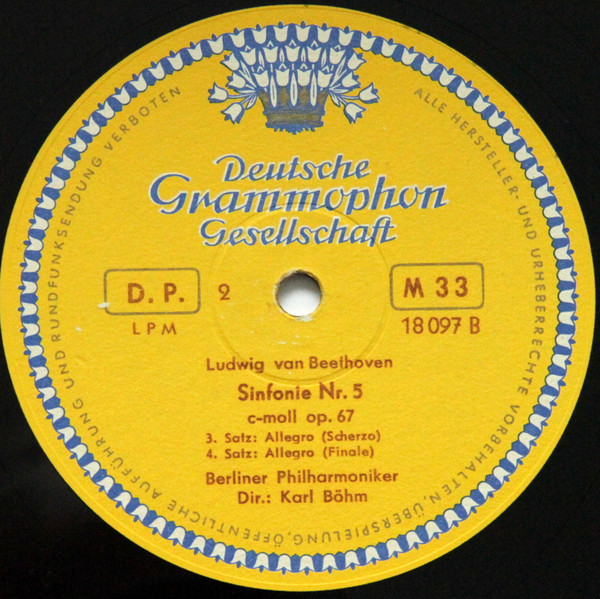 Deutsche
Grammophon
Gesellschaft
D. P. 2 M 33
LPM 18 097 B
Ludwig van Beethoven
Sinfonie Nr. 5
c-moll op. 67
3. Satz: Allegro (Scherzo)
4. Satz: Allegro (Finale)
Berliner Philharmoniker
Dir.: Karl Böhm
ALLE HERSTELLER- UND URHEBERRECHTE VORBEHALTEN, ÜBERSPIELUNG, ÖFFENTLICHE AUFFÜHRUNG UND RUNDFUNKSENDUNG VERBOTEN